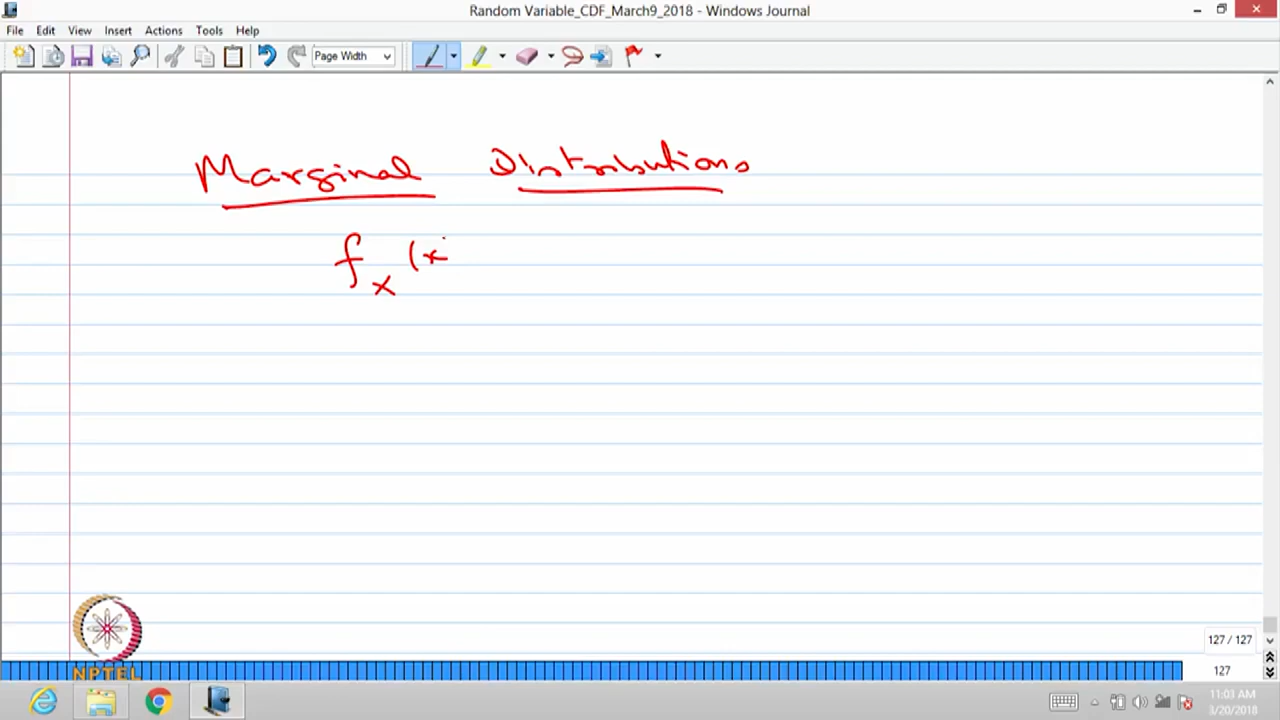 Random Variable_CDF_March9_2018 - Windows Journal
File Edit View Insert Actions Tools Help
Page Width
Marginal Distributions
f_x (x
127 / 127
127
NPTEL
11:03 AM
3/20/2018